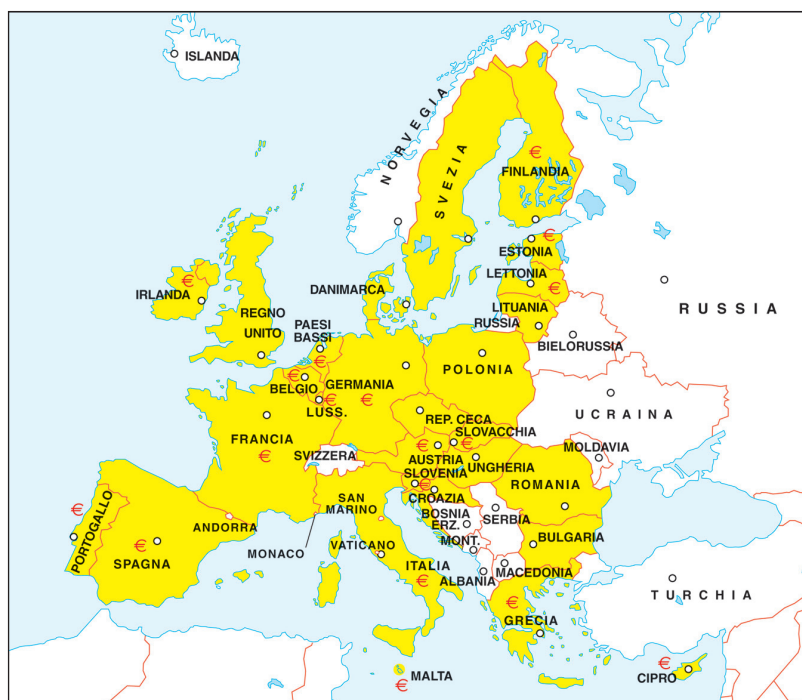 ISLANDA
NORVEGIA
SVEZIA
€
FINLANDIA
€
ESTONIA
LETTONIA
€
LITUANIA
RUSSIA
RUSSIA
BIELORUSSIA
DANIMARCA
€
IRLANDA
REGNO
UNITO
PAESI
BASSI
€
€
BELGIO
GERMANIA
€
€
LUSS.
POLONIA
UCRAINA
REP. CECA
SLOVACCHIA
€
€
AUSTRIA
UNGHERIA
MOLDAVIA
FRANCIA
€
SVIZZERA
SLOVENIA
€
CROAZIA
ROMANIA
BOSNIA
ERZ.
SERBIA
SAN
MARINO
ANDORRA
MONACO
€
PORTOGALLO
€
SPAGNA
VATICANO
ITALIA
€
MONT.
ALBANIA
MACEDONIA
BULGARIA
€
GRECIA
TURCHIA
MALTA
€
€
CIPRO